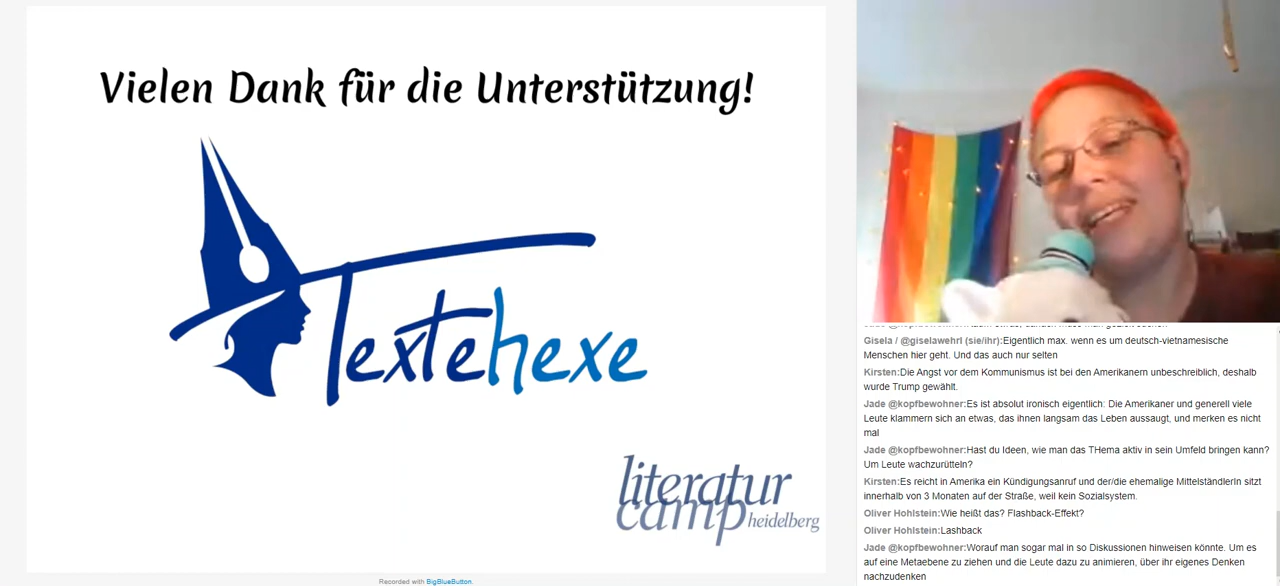 Vielen Dank für die Unterstützung!
Textehexe
literatur
camp heidelberg
Recorded with BigBlueButton.
Gisela / @giselawehrl (sie/ihr):Eigentlich max. wenn es um deutsch-vietnamesische
Menschen hier geht. Und das auch nur selten
Kirsten:Die Angst vor dem Kommunismus ist bei den Amerikanern unbeschreiblich, deshalb
wurde Trump gewählt.
Jade @kopfbewohner:Es ist absolut ironisch eigentlich: Die Amerikaner und generell viele
Leute klammern sich an etwas, das ihnen langsam das Leben aussaugt, und merken es nicht
mal
Jade @kopfbewohner:Hast du Ideen, wie man das THema aktiv in sein Umfeld bringen kann?
Um Leute wachzurütteln?
Kirsten:Es reicht in Amerika ein Kündigungsanruf und der/die ehemalige MittelständlerIn sitzt
innerhalb von 3 Monaten auf der Straße, weil kein Sozialsystem.
Oliver Hohlstein:Wie heißt das? Flashback-Effekt?
Oliver Hohlstein:Lashback
Jade @kopfbewohner:Worauf man sogar mal in so Diskussionen hinweisen könnte. Um es
auf eine Metaebene zu ziehen und die Leute dazu zu animieren, über ihr eigenes Denken
nachzudenken